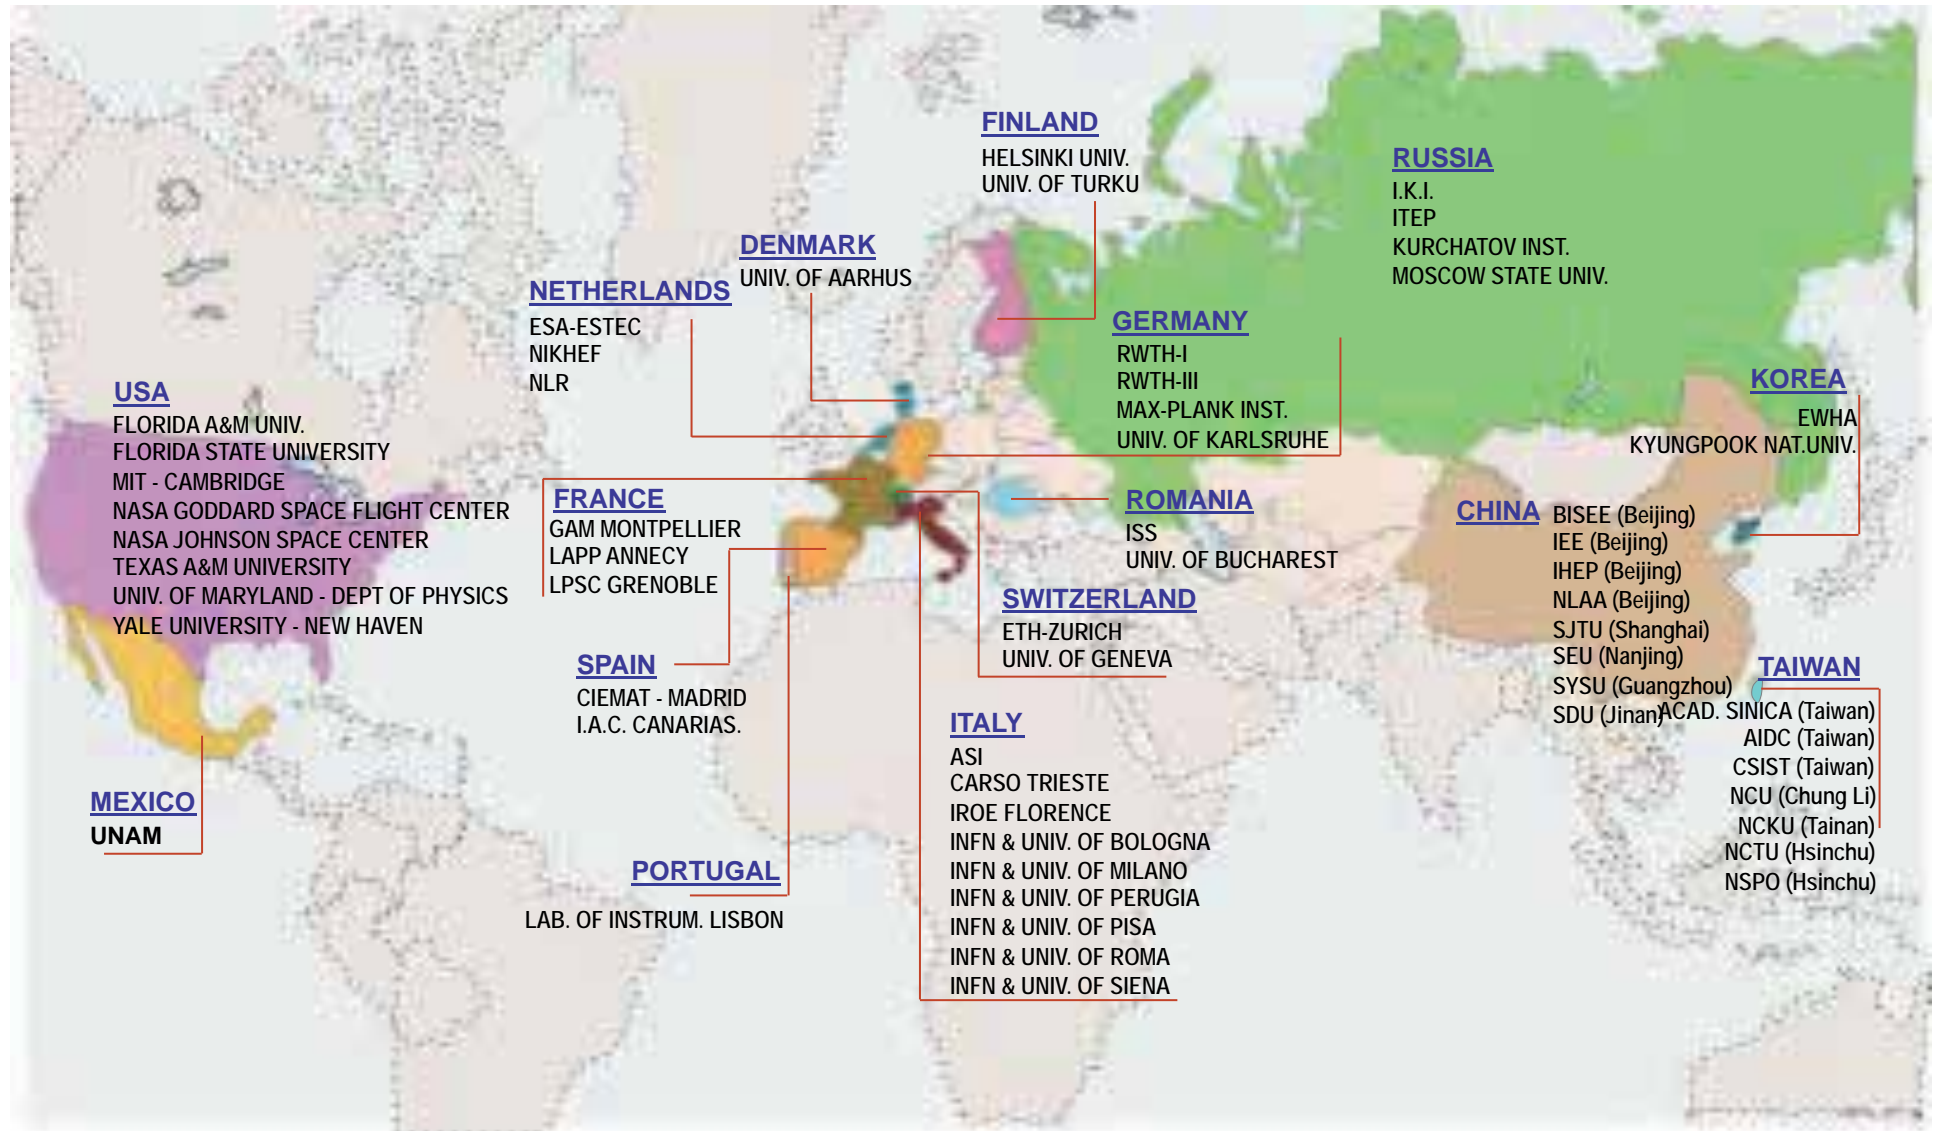 FINLAND
HELSINKI UNIV.
UNIV. OF TURKU
RUSSIA
I.K.I.
ITEP
KURCHATOV INST.
MOSCOW STATE UNIV.
DENMARK
UNIV. OF AARHUS
NETHERLANDS
ESA-ESTEC
NIKHEF
NLR
GERMANY
RWTH-I
RWTH-III
MAX-PLANK INST.
UNIV. OF KARLSRUHE
KOREA
EWHA
KYUNGPOOK NAT.UNIV.
USA
FLORIDA A&M UNIV.
FLORIDA STATE UNIVERSITY
MIT - CAMBRIDGE
NASA GODDARD SPACE FLIGHT CENTER
NASA JOHNSON SPACE CENTER
TEXAS A&M UNIVERSITY
UNIV. OF MARYLAND - DEPT OF PHYSICS
YALE UNIVERSITY - NEW HAVEN
FRANCE
GAM MONTPELLIER
LAPP ANNECY
LPSC GRENOBLE
ROMANIA
ISS
UNIV. OF BUCHAREST
CHINA
BISEE (Beijing)
IEE (Beijing)
IHEP (Beijing)
NLAA (Beijing)
SJTU (Shanghai)
SEU (Nanjing)
SYSU (Guangzhou)
SDU (Jinan)
SWITZERLAND
ETH-ZURICH
UNIV. OF GENEVA
SPAIN
CIEMAT - MADRID
I.A.C. CANARIAS.
TAIWAN
ACAD. SINICA (Taiwan)
AIDC (Taiwan)
CSIST (Taiwan)
NCU (Chung Li)
NCKU (Tainan)
NCTU (Hsinchu)
NSPO (Hsinchu)
ITALY
ASI
CARSO TRIESTE
IROE FLORENCE
INFN & UNIV. OF BOLOGNA
INFN & UNIV. OF MILANO
INFN & UNIV. OF PERUGIA
INFN & UNIV. OF PISA
INFN & UNIV. OF ROMA
INFN & UNIV. OF SIENA
MEXICO
UNAM
PORTUGAL
LAB. OF INSTRUM. LISBON